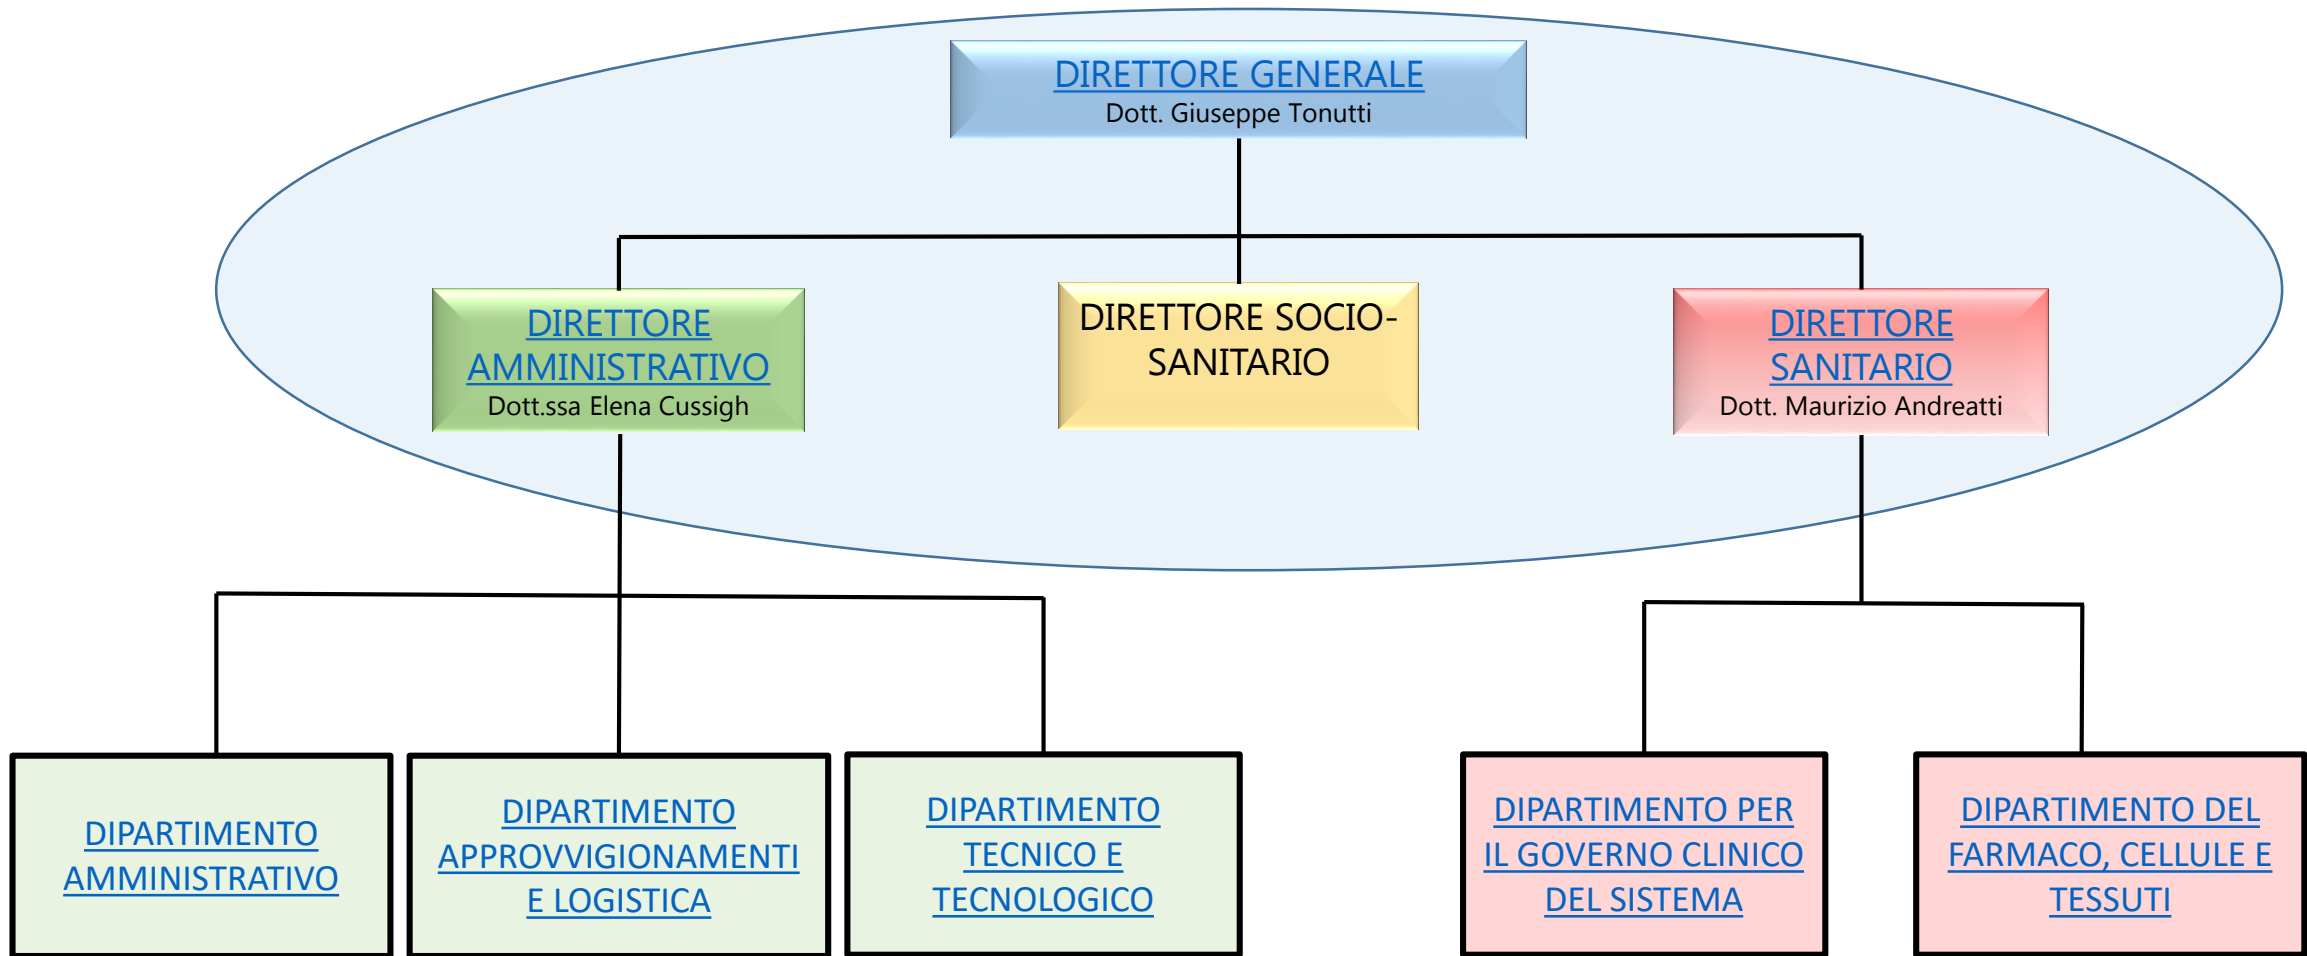 DIRETTORE GENERALE
Dott. Giuseppe Tonutti
DIRETTORE
AMMINISTRATIVO
Dott.ssa Elena Cussigh
DIRETTORE SOCIO-
SANITARIO
DIRETTORE
SANITARIO
Dott. Maurizio Andreatti
DIPARTIMENTO
AMMINISTRATIVO
DIPARTIMENTO
APPROVVIGIONAMENTI
E LOGISTICA
DIPARTIMENTO
TECNICO E
TECNOLOGICO
DIPARTIMENTO PER
IL GOVERNO CLINICO
DEL SISTEMA
DIPARTIMENTO DEL
FARMACO, CELLULE E
TESSUTI